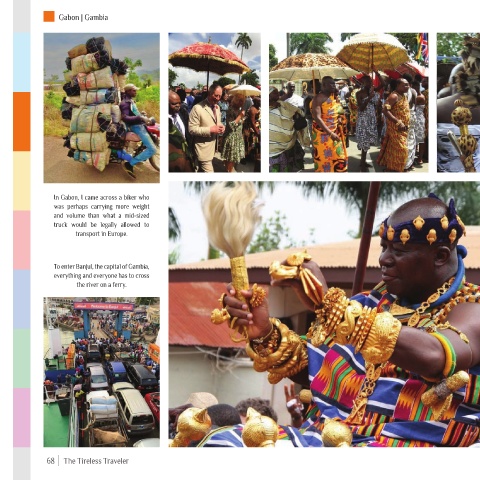 Gabon | Gambia
In Gabon, I came across a biker who
was perhaps carrying more weight
and volume than what a mid-sized
truck would be legally allowed to
transport in Europe.
To enter Banjul, the capital of Gambia,
everything and everyone has to cross
the river on a ferry.
68 | The Tireless Traveler